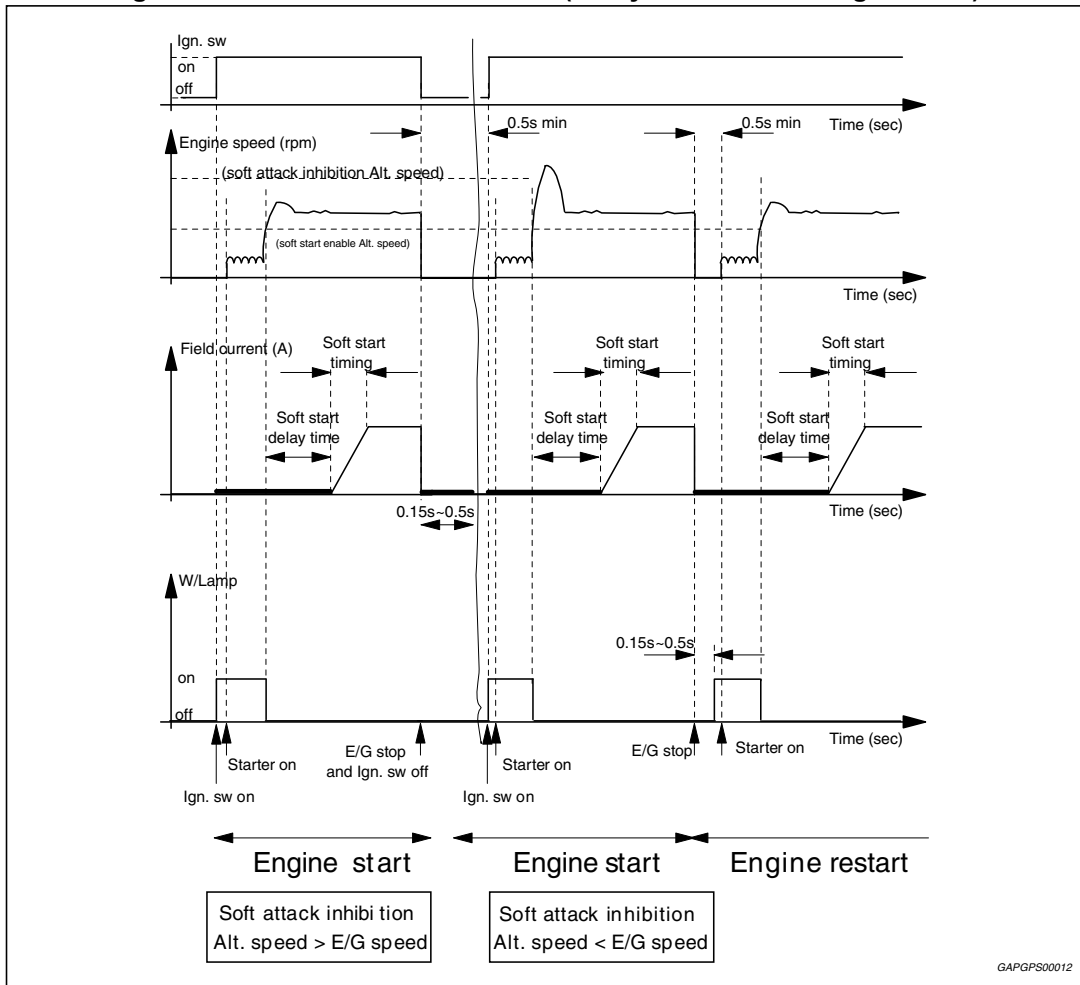 Ign. sw
on
off
Time (sec)
0.5s min
0.5s min
Engine speed (rpm)
(soft attack inhibition Alt. speed)
(soft start enable Alt. speed)
Time (sec)
Field current (A)
Soft start
timing
Soft start
timing
Soft start
timing
Soft start
delay time
Soft start
delay time
Soft start
delay time
Time (sec)
0.15s~0.5s
W/Lamp
0.15s~0.5s
on
off
Time (sec)
Starter on
E/G stop
and Ign. sw off
Starter on
E/G stop
Starter on
Ign. sw on
Ign. sw on
Engine start
Engine start
Engine restart
Soft attack inhibi tion
Alt. speed > E/G speed
Soft attack inhibition
Alt. speed < E/G speed
GAPGPS00012